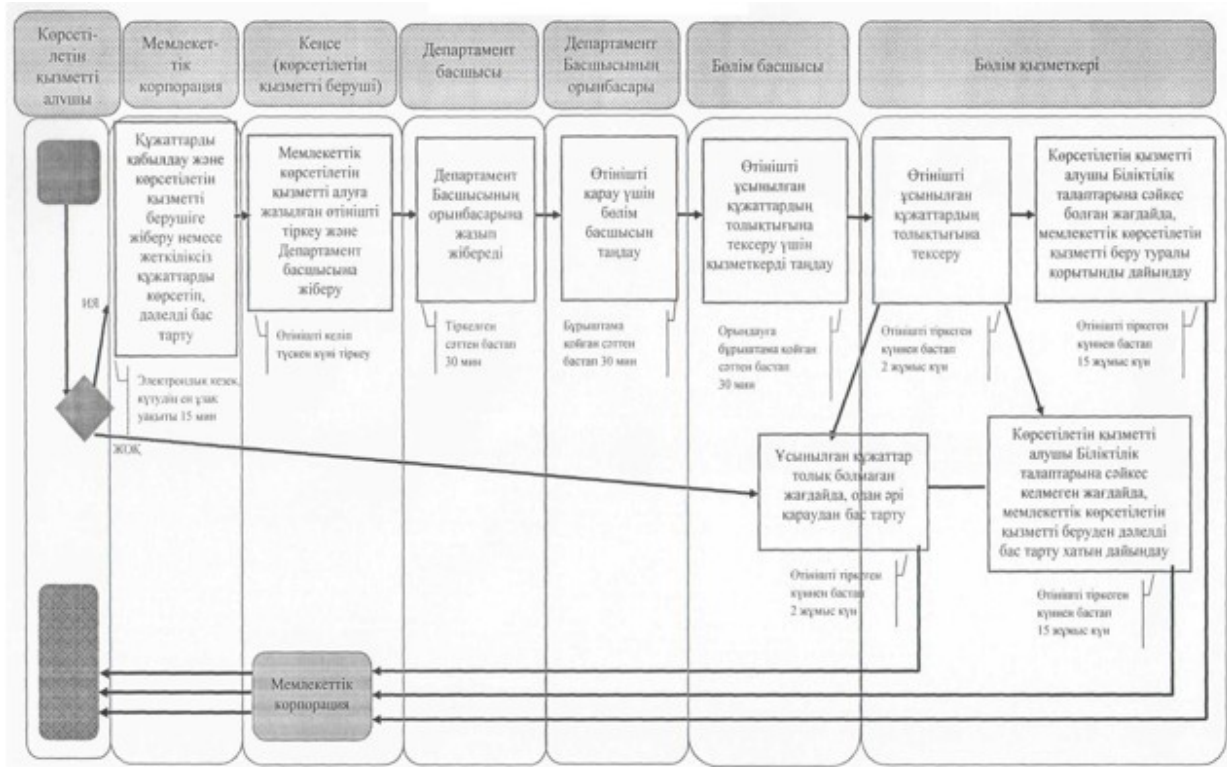 Көрсеті-
летін
қызметті
алушы
Мемлекет-
тік
корпорация
Кеңсе
(көрсетілетін
қызметті беруші)
Департамент
басшысы
Департамент
Басшысының
орынбасары
Бөлім басшысы
Бөлім қызметкері
Құжаттарды
қабылдау және
көрсетілетін
қызметті
берушіге
жіберу немесе
жеткіліксіз
құжаттарды
көрсетіп,
дәлелді бас
тарту
Мемлекеттік
көрсетілетін
қызметті алуға
жазылған өтінішті
тіркеу және
Департамент
басшысына
жіберу
Департамент
Басшысының
орынбасарына
жазып
жібереді
Өтінішті
қарау үшін
бөлім
басшысын
таңдау
Өтінішті
ұсынылған
құжаттардың
толықтығына
тексеру үшін
қызметкерді таңдау
Өтінішті
ұсынылған
құжаттардың
толықтығына
тексеру
Көрсетілетін қызметті
алушы Біліктілік
талаптарына сәйкес
болған жағдайда,
мемлекеттік көрсетілетін
қызметті беру туралы
қорытынды дайындау
ИЯ
Электрондық кезек,
күтудің ең ұзақ
уақыты 15 мин
Өтінішті келіп
түскен күні тіркеу
Тіркелген
сәттен бастап
30 мин
Бұрыштама
қойған сәттен
бастап 30 мин
Орындауға
бұрыштама қойған
сәттен бастап
30 мин
Өтінішті тіркеген
күннен бастап
2 жұмыс күн
Өтінішті тіркеген
күннен бастап
15 жұмыс күн
ЖОҚ
Ұсынылған құжаттар
толық болмаған
жағдайда, одан әрі
қараудан бас тарту
Көрсетілетін қызметті
алушы Біліктілік
талаптарына сәйкес
келмеген жағдайда,
мемлекеттік көрсетілетін
қызметті беруден дәлелді
бас тарту хатын дайындау
Өтінішті тіркеген
күннен бастап
2 жұмыс күн
Өтінішті тіркеген
күннен бастап
15 жұмыс күн
Мемлекеттік
корпорация